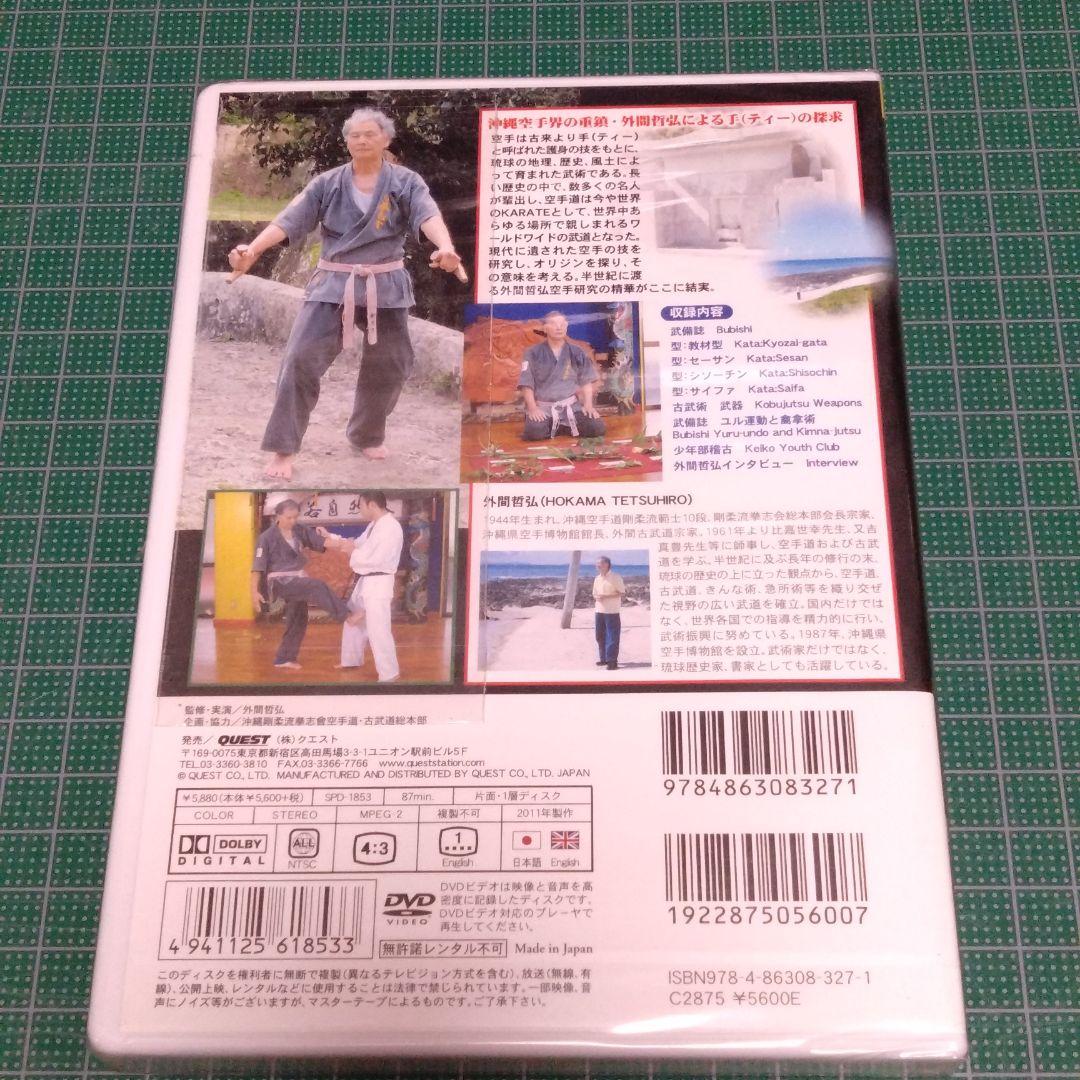 沖縄空手界の重鎮・外間哲弘による手(ティー)の探求
空手は古来より手(ティー)
と呼ばれた護身の技をもとに、
琉球の地理、歴史、風土によ
って育まれた武術である。長
い歴史の中で、数多くの名人
が輩出し、空手道は今や世界
のKARATEとして、世界中あ
らゆる場所で親しまれるワ
ールドワイドの武道となった。
現代に遺された空手の技を
研究し、オリジンを探り、そ
の意味を考える。半世紀に渡
る外間哲弘空手研究の精華がここに結実。
収録内容
武備誌 Bubishi
型:教材型 Kata:Kyozai-gata
型:セーサン Kata:Sesan
型:シソーチン Kata:Shisochin
型:サイファ Kata:Saifa
古武術 武器 Kobujutsu Weapons
武備誌 ユル運動と禽拿術
Bubishi Yuru-undo and Kimna-jutsu
少年部稽古 Keiko Youth Club
外間哲弘インタビュー Interview
若自然
外間哲弘(HOKAMA TETSUHIRO)
1944年生まれ。沖縄空手道剛柔流範士10段、剛柔流拳志会総本部会長宗家、
沖縄県空手博物館館長、外間古武道宗家。1961年より比嘉世幸先生、又吉
真豊先生等に師事し、空手道および古武
道を学ぶ。半世紀に及ぶ長年の修行の末、
琉球の歴史の上に立った観点から、空手道、
古武道、きんな術、急所術等を織り交ぜ
た視野の広い武道を確立。国内だけでは
なく、世界各国での指導を精力的に行い、
武術振興に努めている。1987年、沖縄県
空手博物館を設立。武術家だけではなく、
琉球歴史家、書家としても活躍している。
監修・実演/外間哲弘
企画・協力/沖縄剛柔流拳志會空手道・古武道総本部
発売/ QUEST (株)クエスト
〒169-0075東京都新宿区高田馬場3-3-1ユニオン駅前ビル5F
TEL.03-3360-3810 FAX.03-3366-7766 www.queststation.com
© QUEST CO., LTD. MANUFACTURED AND DISTRIBUTED BY QUEST CO., LTD. JAPAN
¥5,880(本体¥5,600+税) SPD-1853 87min. 片面・1層ディスク
COLOR STEREO MPEG-2 複製不可 2011年製作
DOLBY DIGITAL
ALL NTSC
4:3
1 English
日本語 English
4 941125 618533
DVD VIDEO
DVDビデオは映像と音声を高
密度に記録したディスクです。
DVDビデオ対応のプレーヤで
再生してください。
無許諾レンタル不可 Made in Japan
このディスクを権利者に無断で複製(異なるテレビジョン方式を含む)、放送(無線、有
線)、公開上映、レンタルなどに使用することは法律で禁じられています。一部映像、音
声にノイズ等がございますが、マスターテープによるものです。ご了承下さい。
9784863083271
1922875056007
ISBN978-4-86308-327-1
C2875 ¥5600E